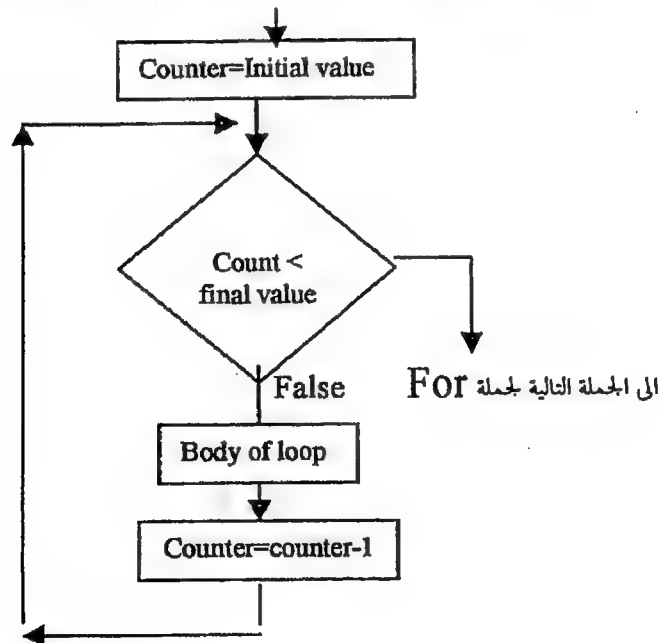 Counter=Initial value
Count <
final value
False
الى الجملة التالية لجملة For
Body of loop
Counter=counter-1